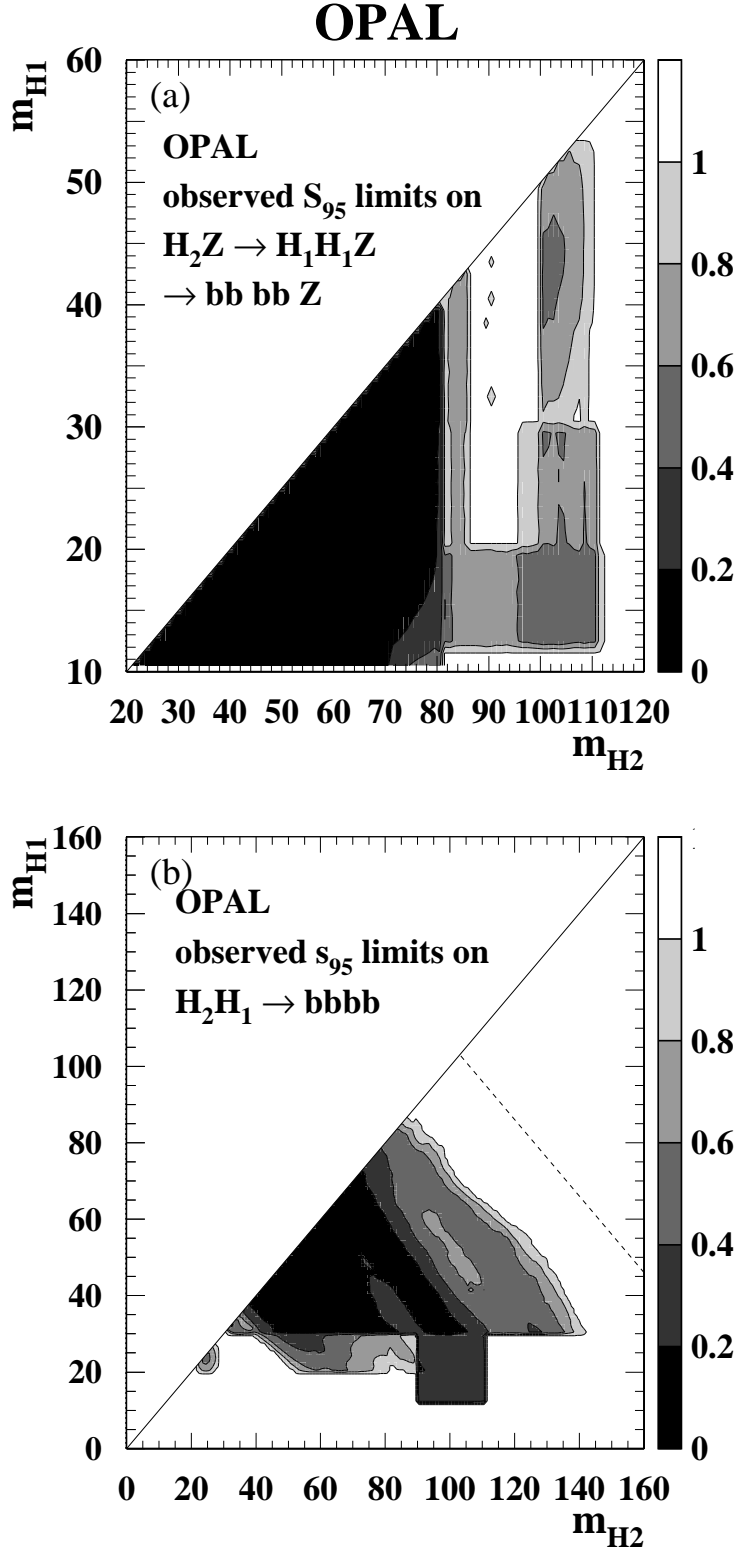 OPAL
m_H1
60
50
40
30
20
10
(a)
OPAL
observed S_95 limits on
H_2Z → H_1H_1Z
→ bb bb Z
1
0.8
0.6
0.4
0.2
0
20 30 40 50 60 70 80 90 100 110 120
m_H2
m_H1
160
140
120
100
80
60
40
20
0
(b)
OPAL
observed s_95 limits on
H_2H_1 → bbbb
1
0.8
0.6
0.4
0.2
0
0 20 40 60 80 100 120 140 160
m_H2